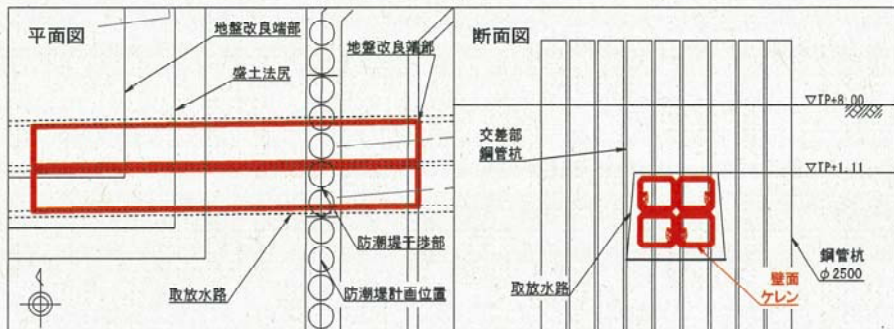 平面図
地盤改良端部
盛土法尻
地盤改良端部
防潮堤干渉部
取放水路
防潮堤計画位置
断面図
▽TP+8.00
交差部
鋼管杭
▽TP+1.11
取放水路
壁面
ケレン
鋼管杭
φ2500